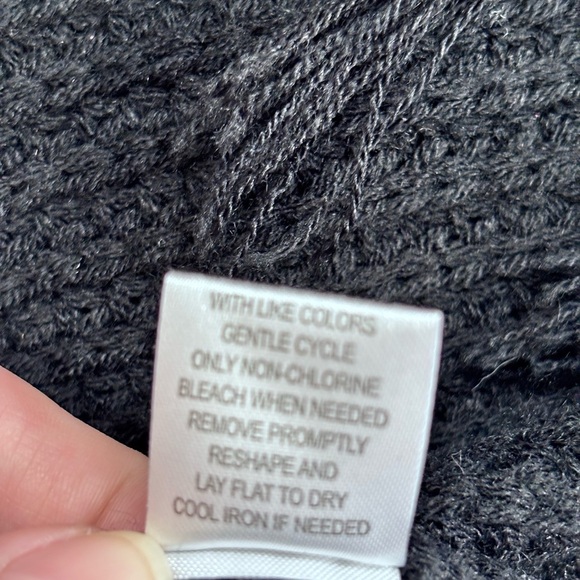 WITH LIKE COLORS
GENTLE CYCLE
ONLY NON-CHLORINE
BLEACH WHEN NEEDED
REMOVE PROMPTLY
RESHAPE AND
LAY FLAT TO DRY
COOL IRON IF NEEDED